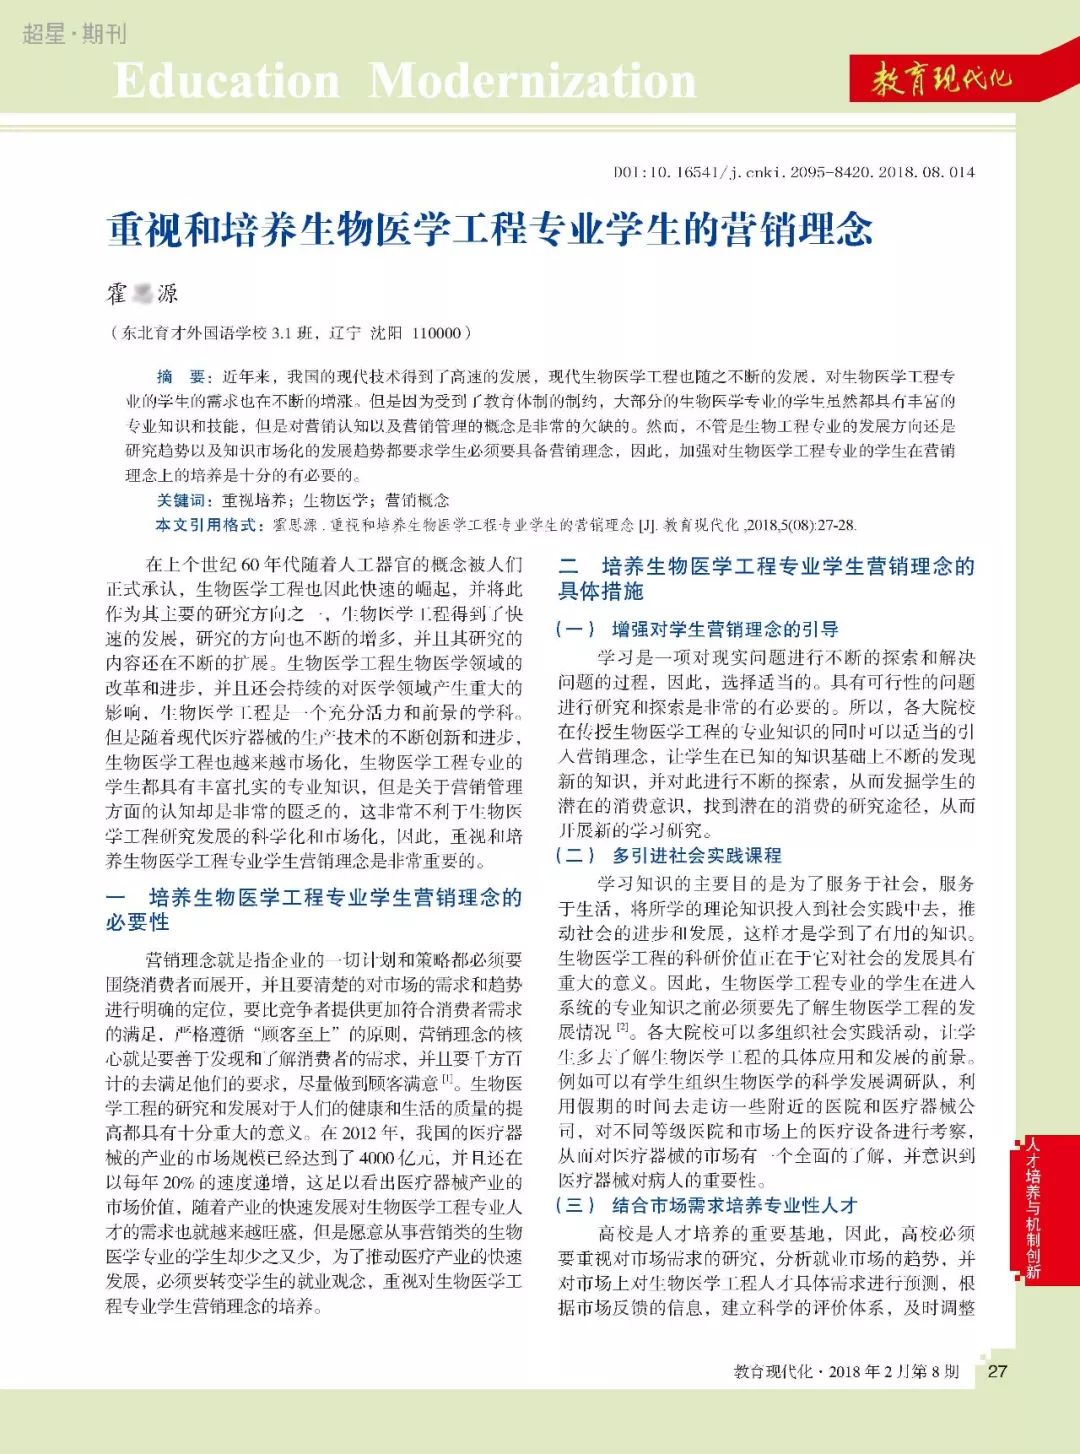 超星·期刊
Education Modernization
教育现代化
DOI:10.16541/j.cnki.2095-8420.2018.08.014
重视和培养生物医学工程专业学生的营销理念
霍 源
（东北育才外国语学校 3.1 班，辽宁 沈阳 110000）
摘 要：近年来，我国的现代技术得到了高速的发展，现代生物医学工程也随之不断的发展，对生物医学工程专
业的学生的需求也在不断的增涨。但是因为受到了教育体制的制约，大部分的生物医学专业的学生虽然都具有丰富的
专业知识和技能，但是对营销认知以及营销管理的概念是非常的欠缺的。然而，不管是生物工程专业的发展方向还是
研究趋势以及知识市场化的发展趋势都要求学生必须要具备营销理念，因此，加强对生物医学工程专业的学生在营销
理念上的培养是十分的有必要的。
关键词：重视培养；生物医学；营销概念
本文引用格式：霍思源．重视和培养生物医学工程专业学生的营销理念 [J]. 教育现代化 ,2018,5(08):27-28.
在上个世纪 60 年代随着人工器官的概念被人们
正式承认，生物医学工程也因此快速的崛起，并将此
作为其主要的研究方向之一，生物医学工程得到了快
速的发展，研究的方向也不断的增多，并且其研究的
内容还在不断的扩展。生物医学工程生物医学领域的
改革和进步，并且还会持续的对医学领域产生重大的
影响，生物医学工程是一个充分活力和前景的学科。
但是随着现代医疗器械的生产技术的不断创新和进步，
生物医学工程也越来越市场化，生物医学工程专业的
学生都具有丰富扎实的专业知识，但是关于营销管理
方面的认知却是非常的匮乏的，这非常不利于生物医
学工程研究发展的科学化和市场化，因此，重视和培
养生物医学工程专业学生营销理念是非常重要的。
一 培养生物医学工程专业学生营销理念的
必要性
营销理念就是指企业的一切计划和策略都必须要
围绕消费者而展开，并且要清楚的对市场的需求和趋势
进行明确的定位，要比竞争者提供更加符合消费者需求
的满足，严格遵循“顾客至上”的原则，营销理念的核
心就是要善于发现和了解消费者的需求，并且要千方百
计的去满足他们的要求，尽量做到顾客满意 [1]。生物医
学工程的研究和发展对于人们的健康和生活的质量的提
高都具有十分重大的意义。在 2012 年，我国的医疗器
械的产业的市场规模已经达到了 4000 亿元，并且还在
以每年 20% 的速度递增，这足以看出医疗器械产业的
市场价值，随着产业的快速发展对生物医学工程专业人
才的需求也就越来越旺盛，但是愿意从事营销类的生物
医学专业的学生却少之又少，为了推动医疗产业的快速
发展，必须要转变学生的就业观念，重视对生物医学工
程专业学生营销理念的培养。
二 培养生物医学工程专业学生营销理念的
具体措施
（一） 增强对学生营销理念的引导
学习是一项对现实问题进行不断的探索和解决
问题的过程，因此，选择适当的。具有可行性的问题
进行研究和探索是非常的有必要的。所以，各大院校
在传授生物医学工程的专业知识的同时可以适当的引
入营销理念，让学生在已知的知识基础上不断的发现
新的知识，并对此进行不断的探索，从而发掘学生的
潜在的消费意识，找到潜在的消费的研究途径，从而
开展新的学习研究。
（二） 多引进社会实践课程
学习知识的主要目的是为了服务于社会，服务
于生活，将所学的理论知识投入到社会实践中去，推
动社会的进步和发展，这样才是学到了有用的知识。
生物医学工程的科研价值正在于它对社会的发展具有
重大的意义。因此，生物医学工程专业的学生在进入
系统的专业知识之前必须要先了解生物医学工程的发
展情况 [2]。各大院校可以多组织社会实践活动，让学
生多去了解生物医学工程的具体应用和发展的前景。
例如可以有学生组织生物医学的科学发展调研队，利
用假期的时间去走访一些附近的医院和医疗器械公
司，对不同等级医院和市场上的医疗设备进行考察，
从而对医疗器械的市场有一个全面的了解，并意识到
医疗器械对病人的重要性。
（三） 结合市场需求培养专业性人才
高校是人才培养的重要基地，因此，高校必须
要重视对市场需求的研究，分析就业市场的趋势，并
对市场上对生物医学工程人才具体需求进行预测，根
据市场反馈的信息，建立科学的评价体系，及时调整
人才培养与机制创新
教育现代化·2018 年 2 月第 8 期 27